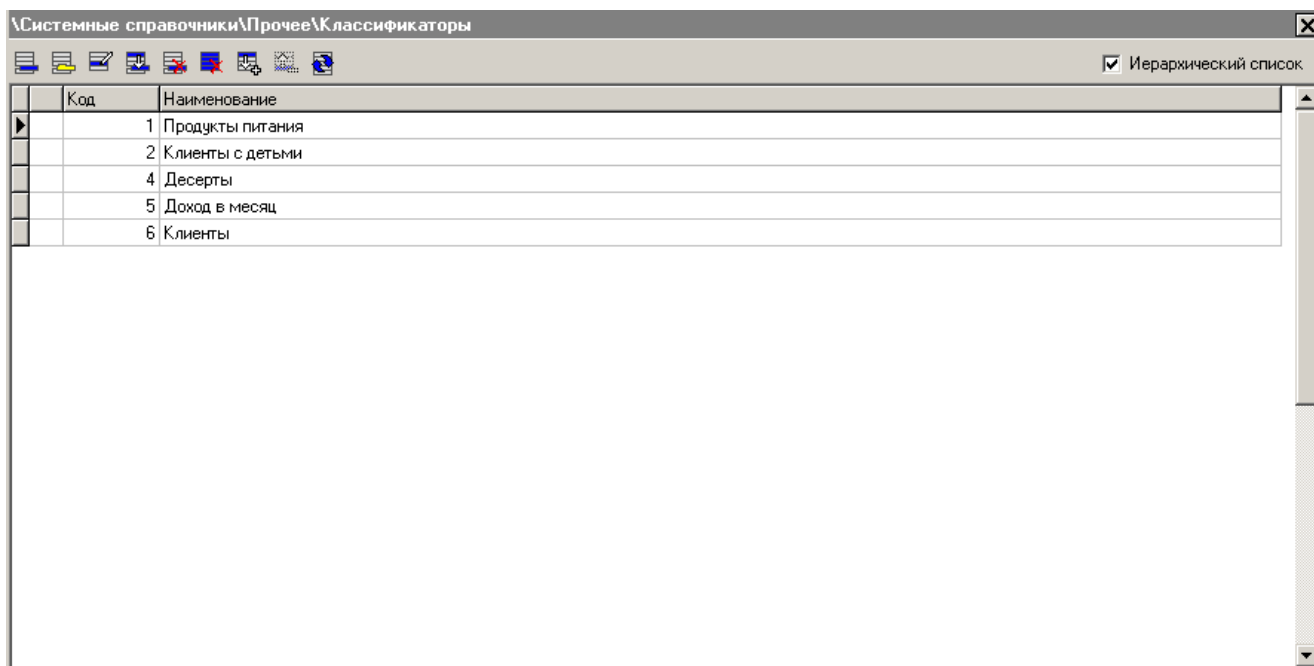 \Системные справочники\Прочее\Классификаторы
Иерархический список
Код Наименование
1 Продукты питания
2 Клиенты с детьми
4 Десерты
5 Доход в месяц
6 Клиенты